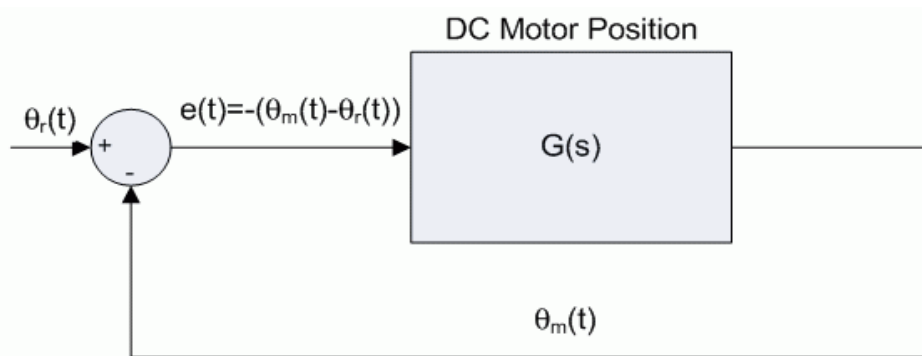 DC Motor Position
θr(t)
e(t)=-(θm(t)-θr(t))
+
-
G(s)
θm(t)